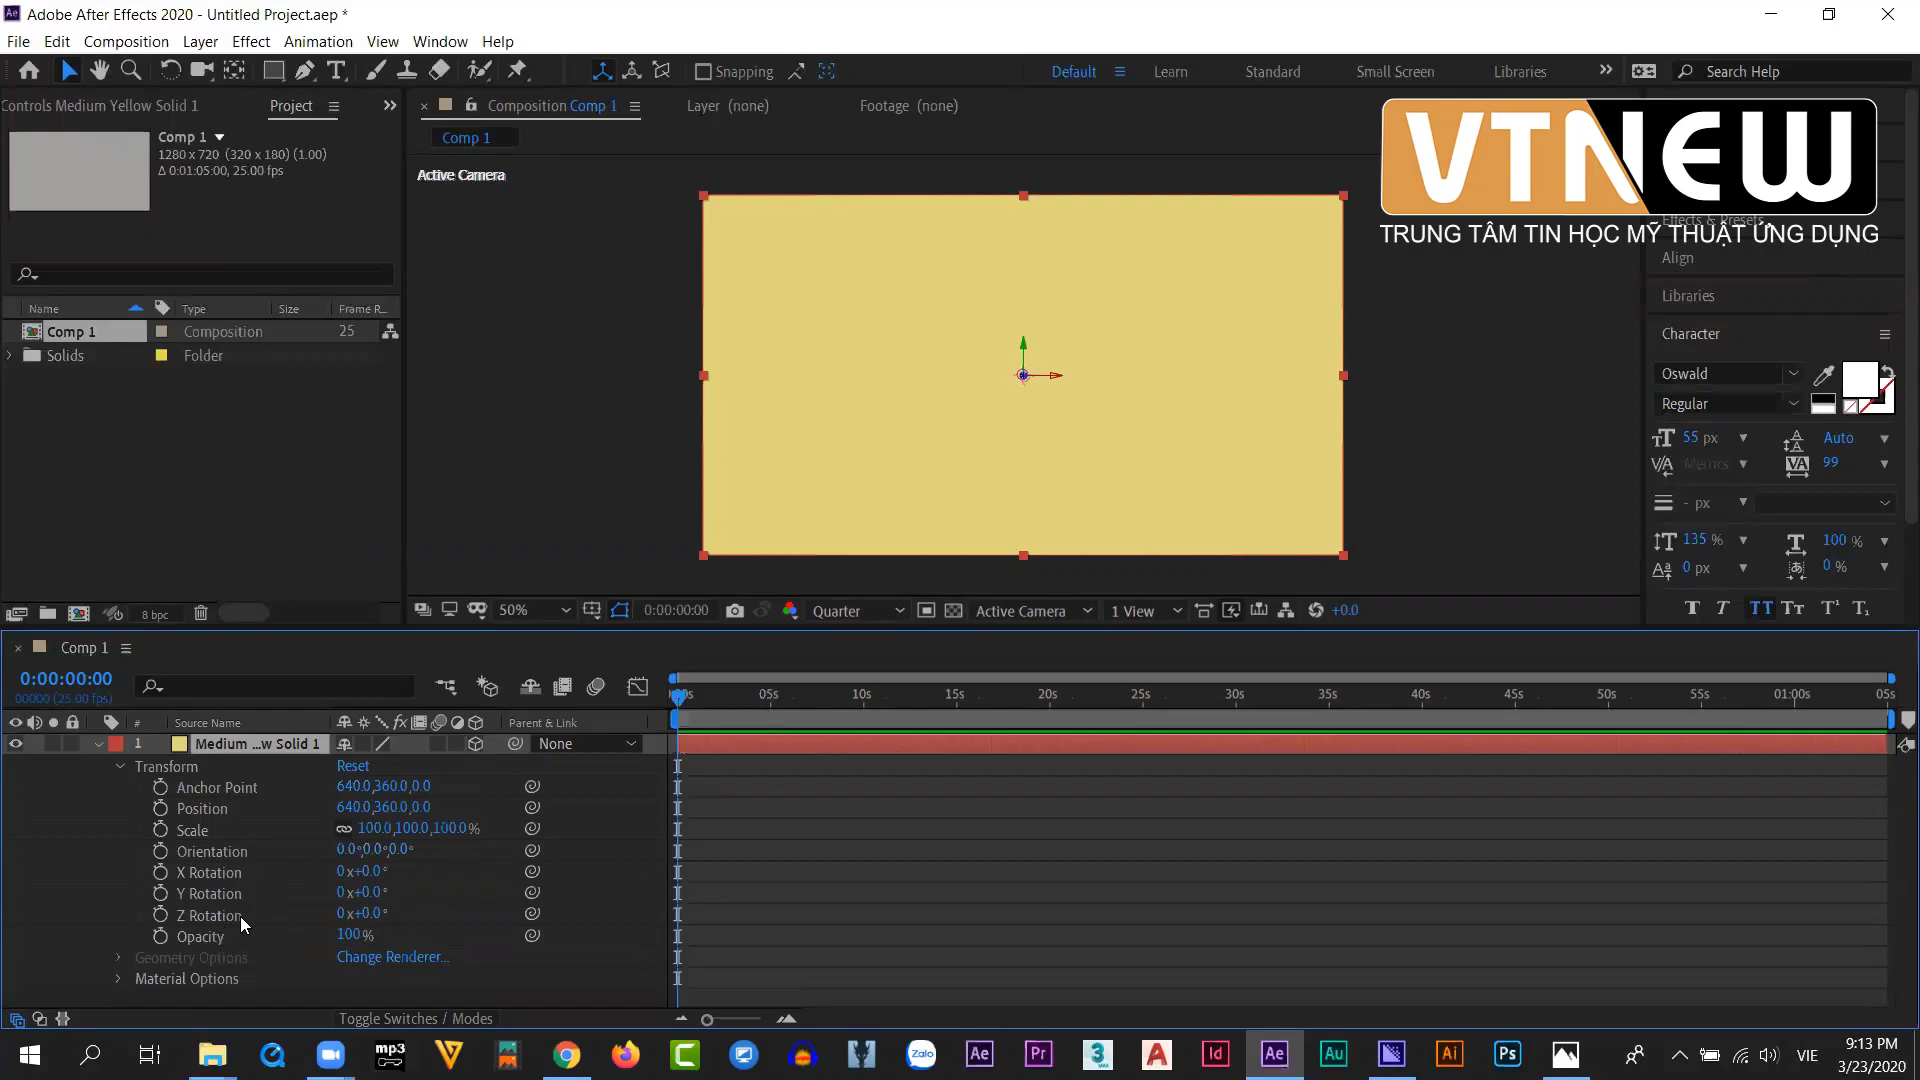 Adobe After Effects 2020 - Untitled Project.aep *
File Edit Composition Layer Effect Animation View Window Help
Snapping
Default Learn Standard Small Screen Libraries
Search Help
Controls Medium Yellow Solid 1
Project
Comp 1
1280 x 720 (320 x 180) (1.00)
Δ 0:01:05:00, 25.00 fps
Name Type Size Frame R...
Comp 1 Composition 25
Solids Folder
8 bpc
Composition Comp 1
Layer (none)
Footage (none)
Comp 1
Active Camera
50% 0:00:00:00 Quarter Active Camera 1 View +0.0
VTNEW
TRUNG TÂM TIN HỌC MỸ THUẬT ỨNG DỤNG
Effects & Presets
Align
Libraries
Character
Oswald
Regular
55 px Auto
Metrics 99
- px
135 % 100 %
0 px 0 %
T T TT Tт T¹ T₁
Comp 1
0:00:00:00
00000 (25.00 fps)
05s 10s 15s 20s 25s 30s 35s 40s 45s 50s 55s 01:00s 05s
# Source Name Parent & Link
1 Medium ...w Solid 1 None
Transform Reset
Anchor Point 640.0,360.0,0.0
Position 640.0,360.0,0.0
Scale 100.0,100.0,100.0%
Orientation 0.0°,0.0°,0.0°
X Rotation 0x+0.0°
Y Rotation 0x+0.0°
Z Rotation 0x+0.0°
Opacity 100%
Geometry Options Change Renderer...
Material Options
Toggle Switches / Modes
mp3 Zalo Ae Pr 3 A Id Ae Au Ai Ps
VIE
9:13 PM
3/23/2020